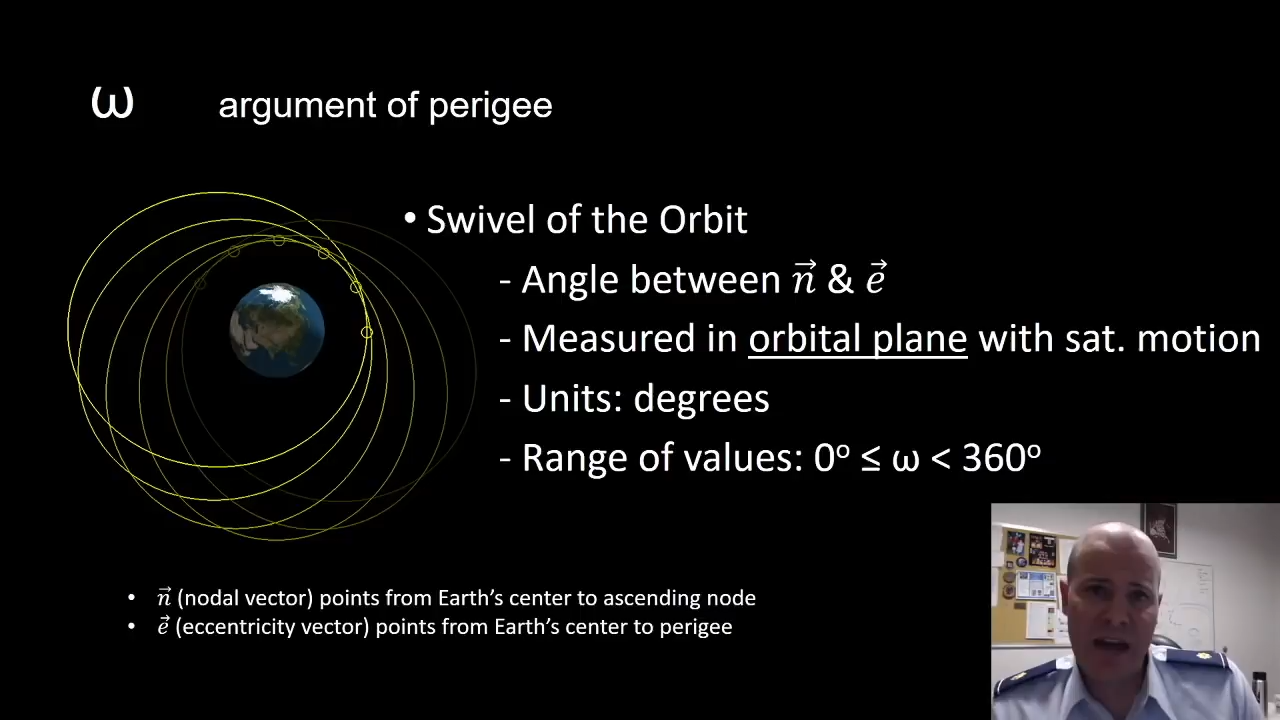 ω argument of perigee
• Swivel of the Orbit
- Angle between n⃗ & e⃗
- Measured in orbital plane with sat. motion
- Units: degrees
- Range of values: 0º ≤ ω < 360º
• n⃗ (nodal vector) points from Earth’s center to ascending node
• e⃗ (eccentricity vector) points from Earth’s center to perigee